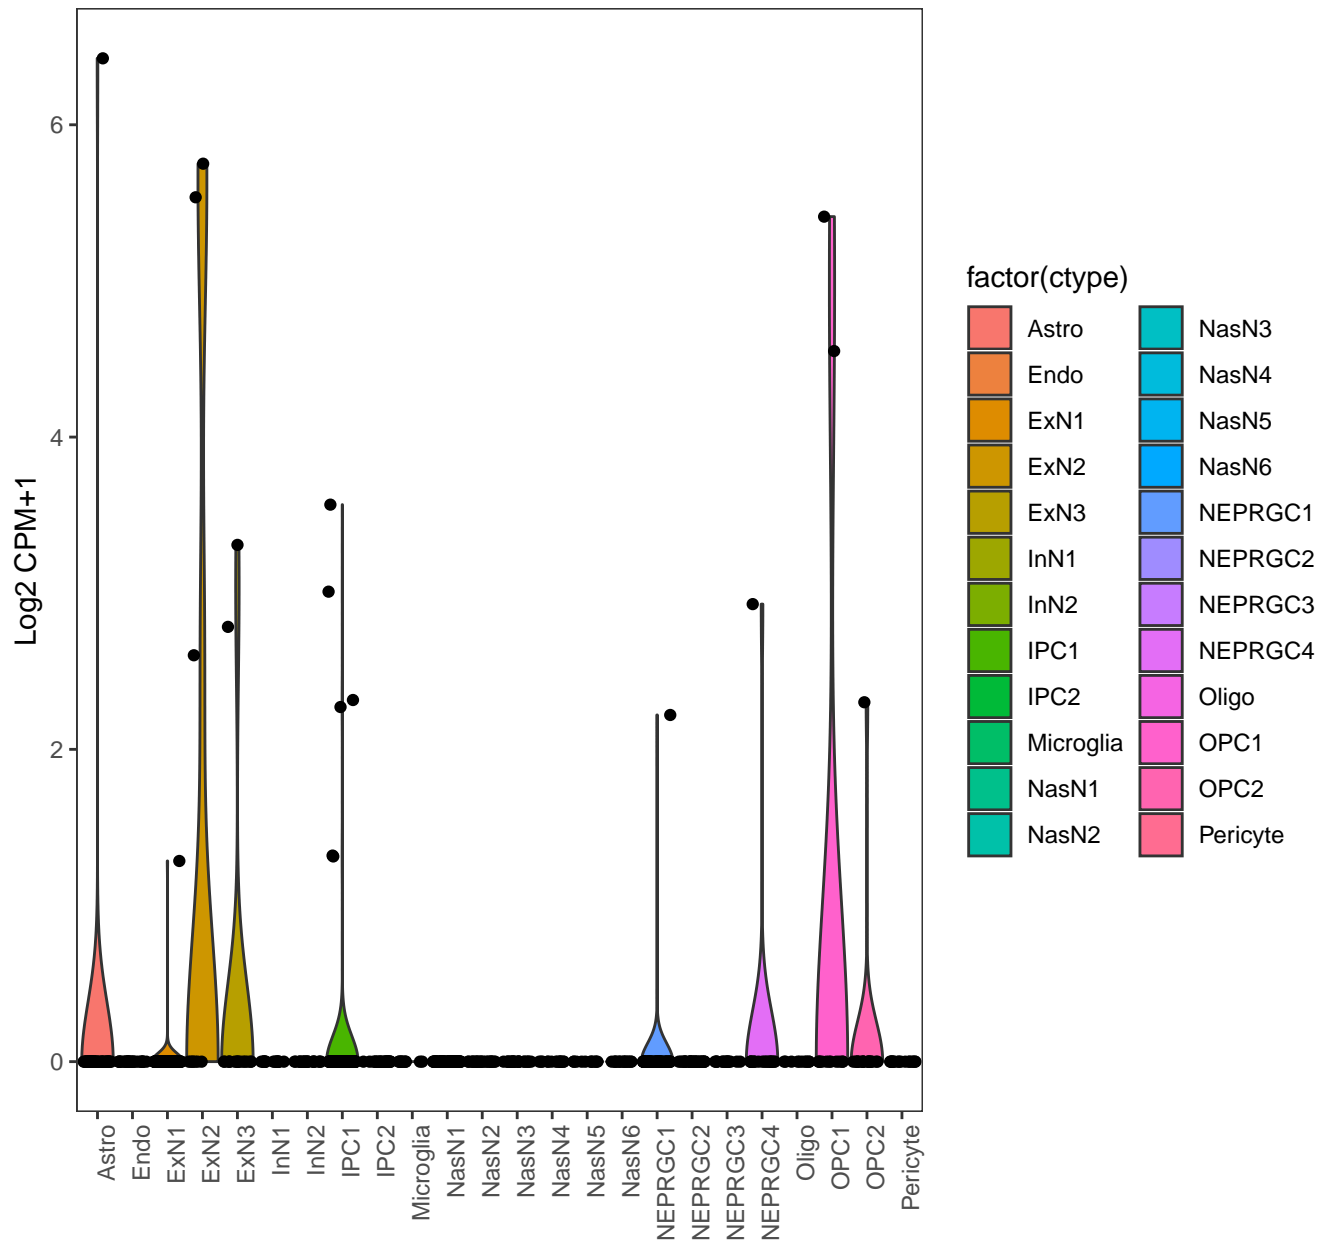 6
4
2
0
Log2 CPM+1
Astro
Endo
ExN1
ExN2
ExN3
InN1
InN2
IPC1
IPC2
Microglia
NasN1
NasN2
NasN3
NasN4
NasN5
NasN6
NEPRGC1
NEPRGC2
NEPRGC3
NEPRGC4
Oligo
OPC1
OPC2
Pericyte
factor(ctype)
Astro
Endo
ExN1
ExN2
ExN3
InN1
InN2
IPC1
IPC2
Microglia
NasN1
NasN2
NasN3
NasN4
NasN5
NasN6
NEPRGC1
NEPRGC2
NEPRGC3
NEPRGC4
Oligo
OPC1
OPC2
Pericyte